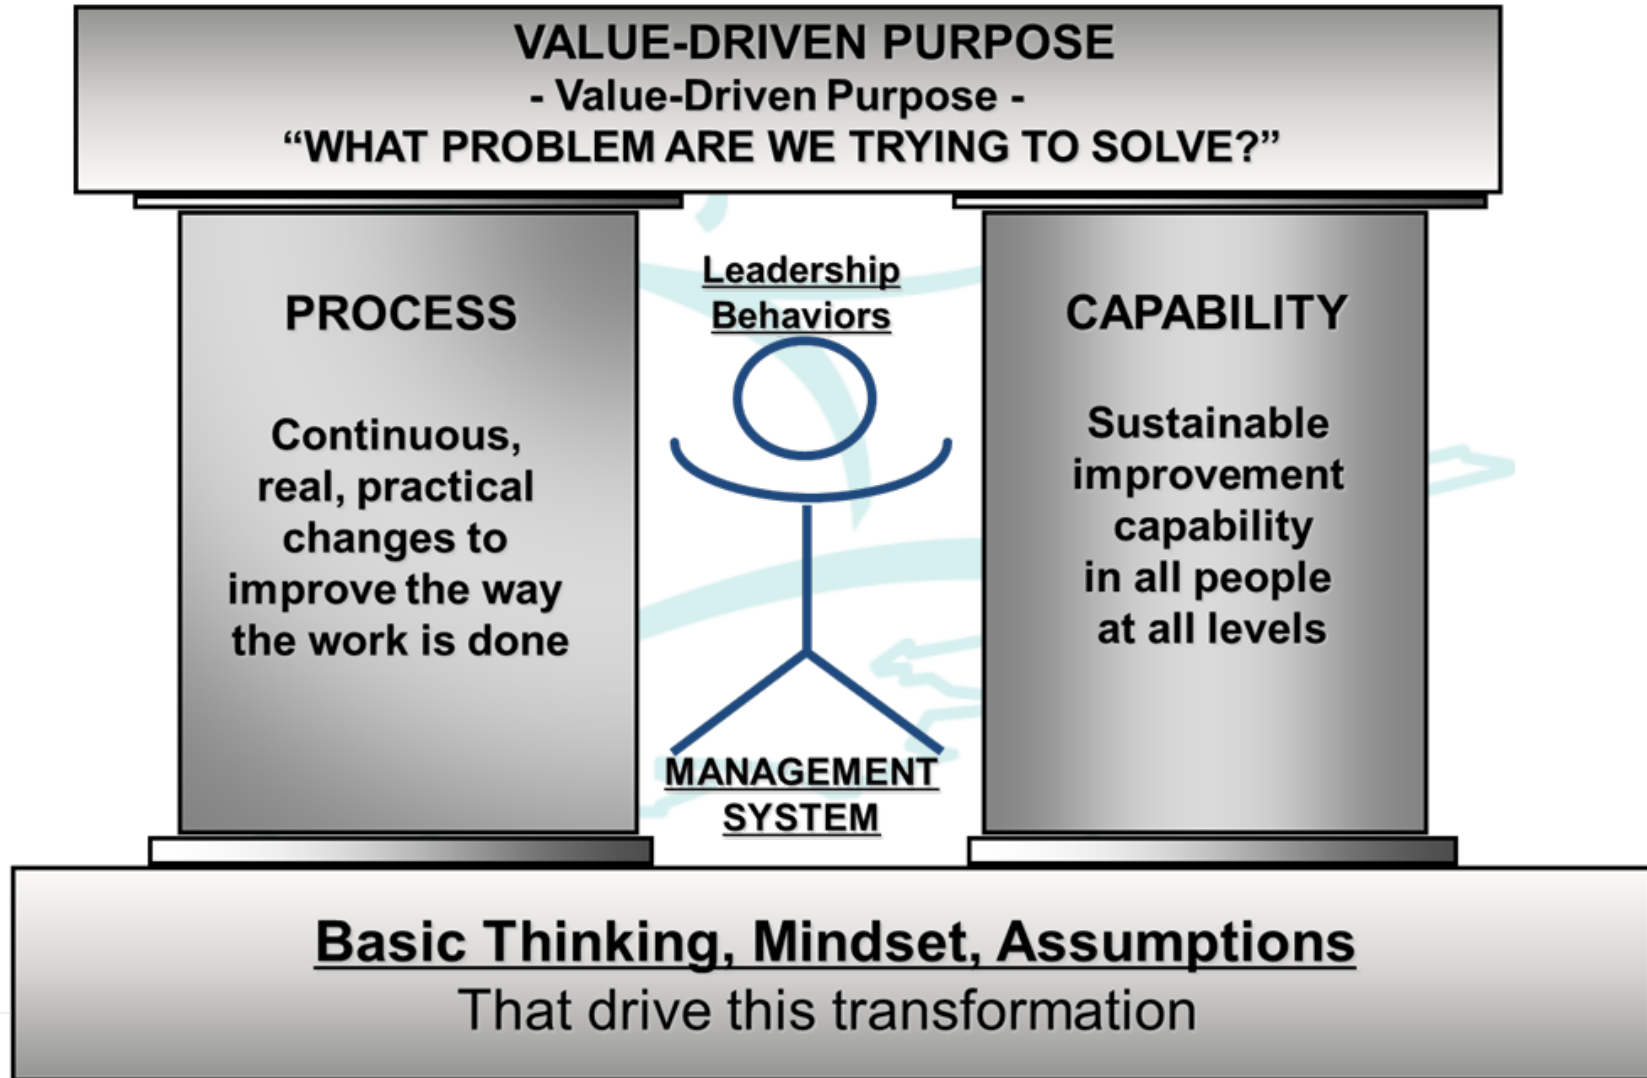 VALUE-DRIVEN PURPOSE
- Value-Driven Purpose -
“WHAT PROBLEM ARE WE TRYING TO SOLVE?”
PROCESS
Continuous,
real, practical
changes to
improve the way
the work is done
Leadership
Behaviors
MANAGEMENT
SYSTEM
CAPABILITY
Sustainable
improvement
capability
in all people
at all levels
Basic Thinking, Mindset, Assumptions
That drive this transformation